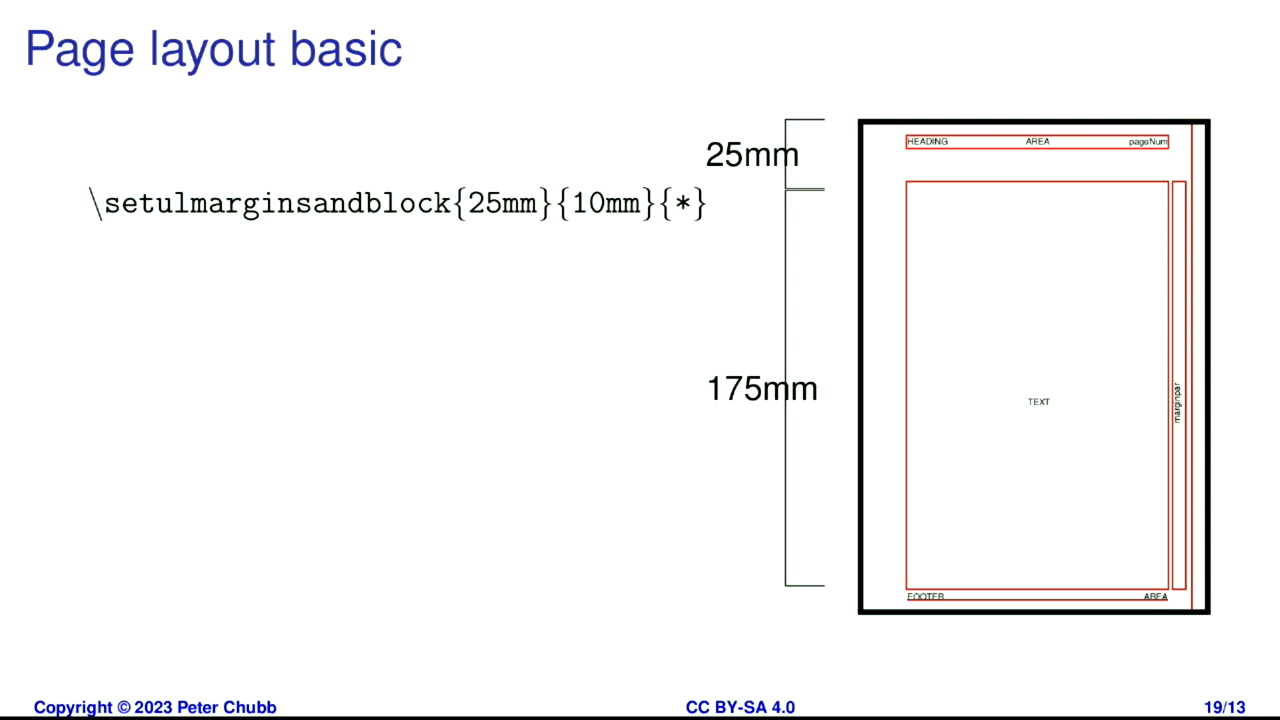 Page layout basic
25mm
\setulmarginsandblock{25mm}{10mm}{*}
175mm
HEADING AREA pageNum
TEXT
marginpar
FOOTER AREA
Copyright © 2023 Peter Chubb CC BY-SA 4.0 19/13